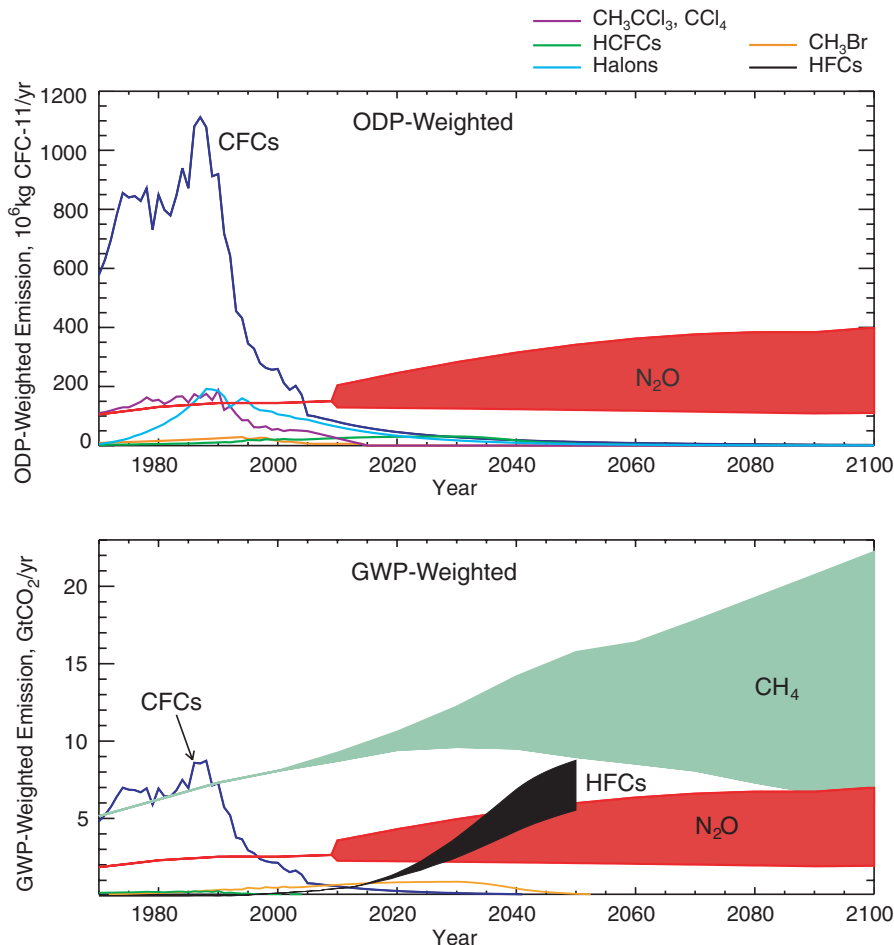 CH₃CCl₃, CCl₄
HCFCs CH₃Br
Halons HFCs
ODP-Weighted Emission, 10⁶kg CFC-11/yr
1200
1000
800
600
400
200
0
ODP-Weighted
CFCs
N₂O
1980 2000 2020 2040 2060 2080 2100
Year
GWP-Weighted Emission, GtCO₂/yr
20
15
10
5
GWP-Weighted
CFCs
CH₄
HFCs
N₂O
1980 2000 2020 2040 2060 2080 2100
Year